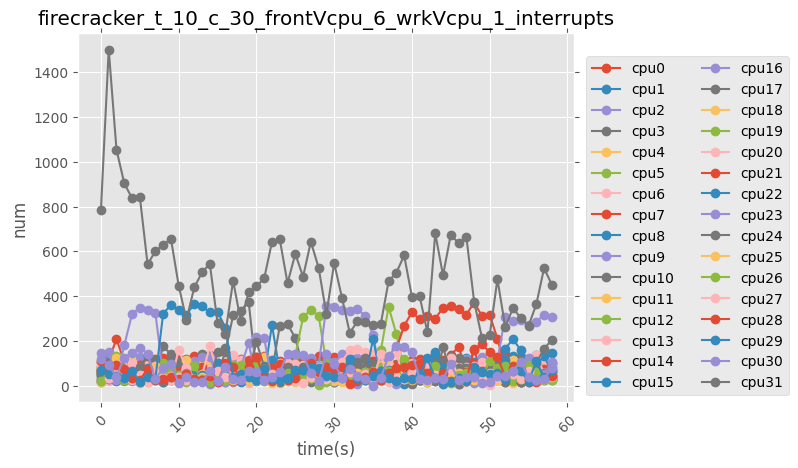 firecracker_t_10_c_30_frontVcpu_6_wrkVcpu_1_interrupts
num
1400
1200
1000
800
600
400
200
0
0
10
20
30
40
50
60
time(s)
cpu0
cpu1
cpu2
cpu3
cpu4
cpu5
cpu6
cpu7
cpu8
cpu9
cpu10
cpu11
cpu12
cpu13
cpu14
cpu15
cpu16
cpu17
cpu18
cpu19
cpu20
cpu21
cpu22
cpu23
cpu24
cpu25
cpu26
cpu27
cpu28
cpu29
cpu30
cpu31